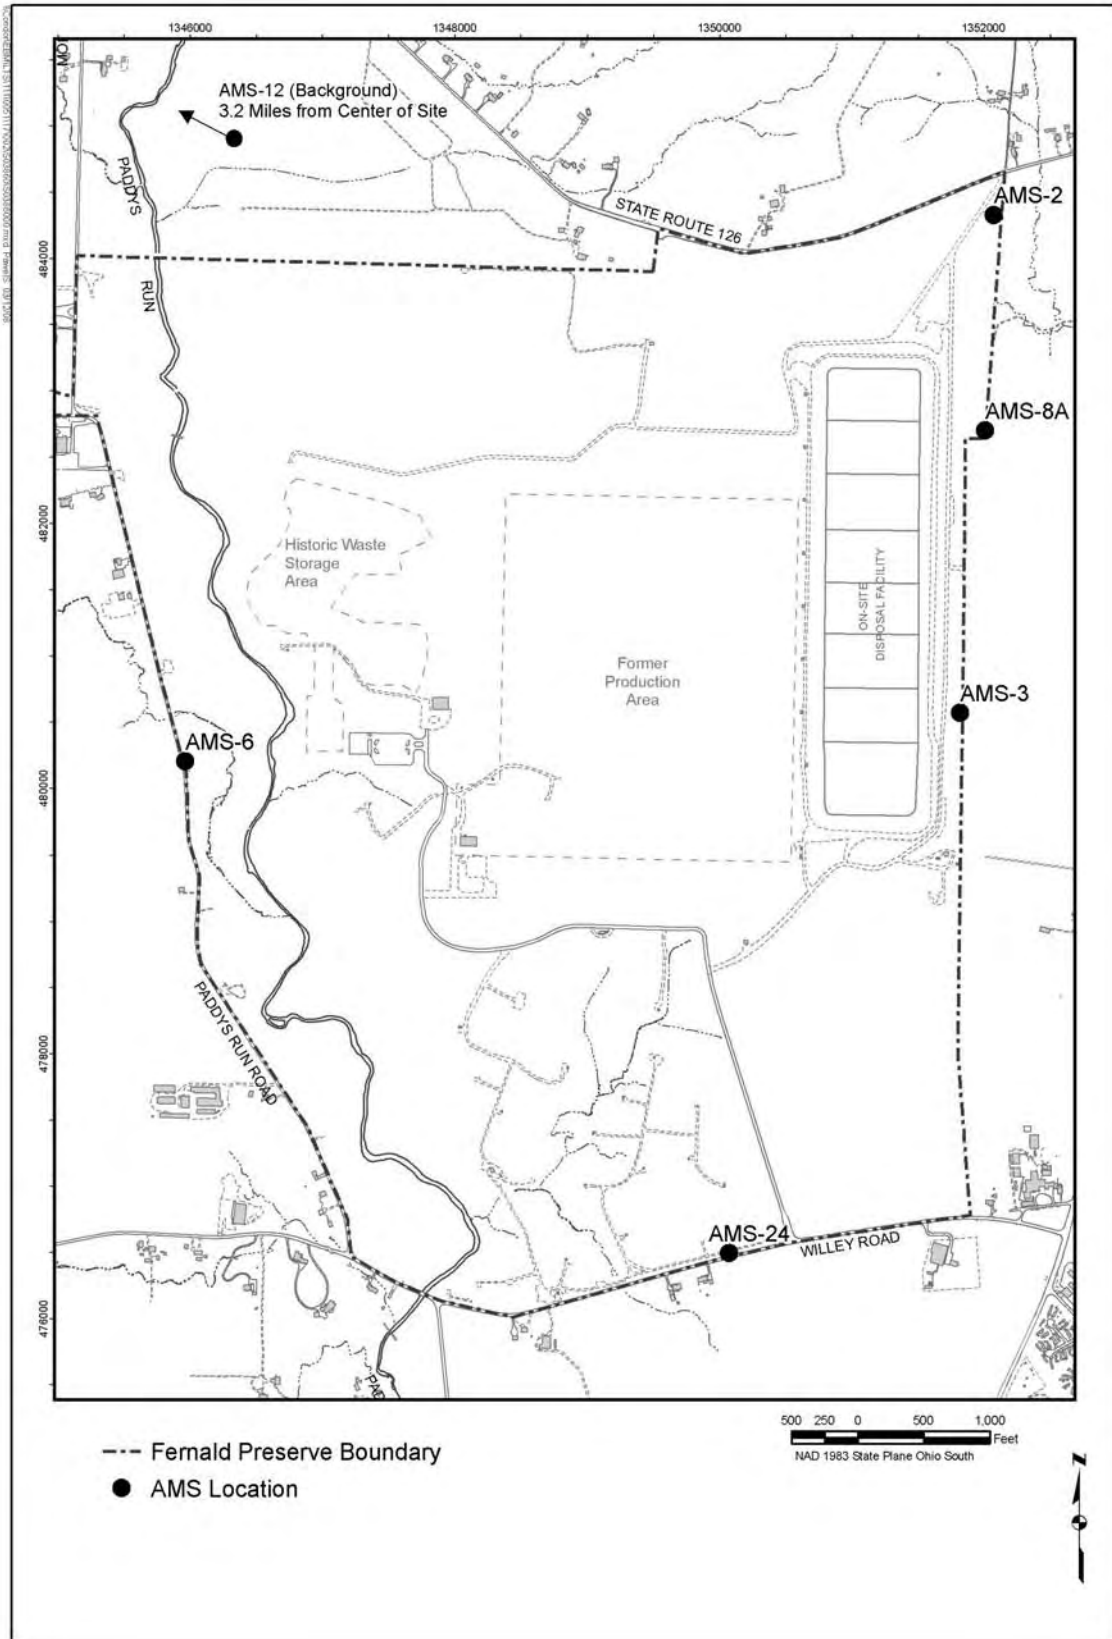 1346000
1348000
1350000
1352000
AMS-12 (Background)
3.2 Miles from Center of Site
PADDYS
RUN
STATE ROUTE 126
AMS-2
484000
AMS-8A
482000
Historic Waste
Storage
Area
ON-SITE
DISPOSAL FACILITY
Former
Production
Area
AMS-3
AMS-6
480000
PADDYS RUN ROAD
478000
AMS-24
WILLEY ROAD
476000
PAD
Fernald Preserve Boundary
AMS Location
500 250 0 500 1,000
Feet
NAD 1983 State Plane Ohio South
Z